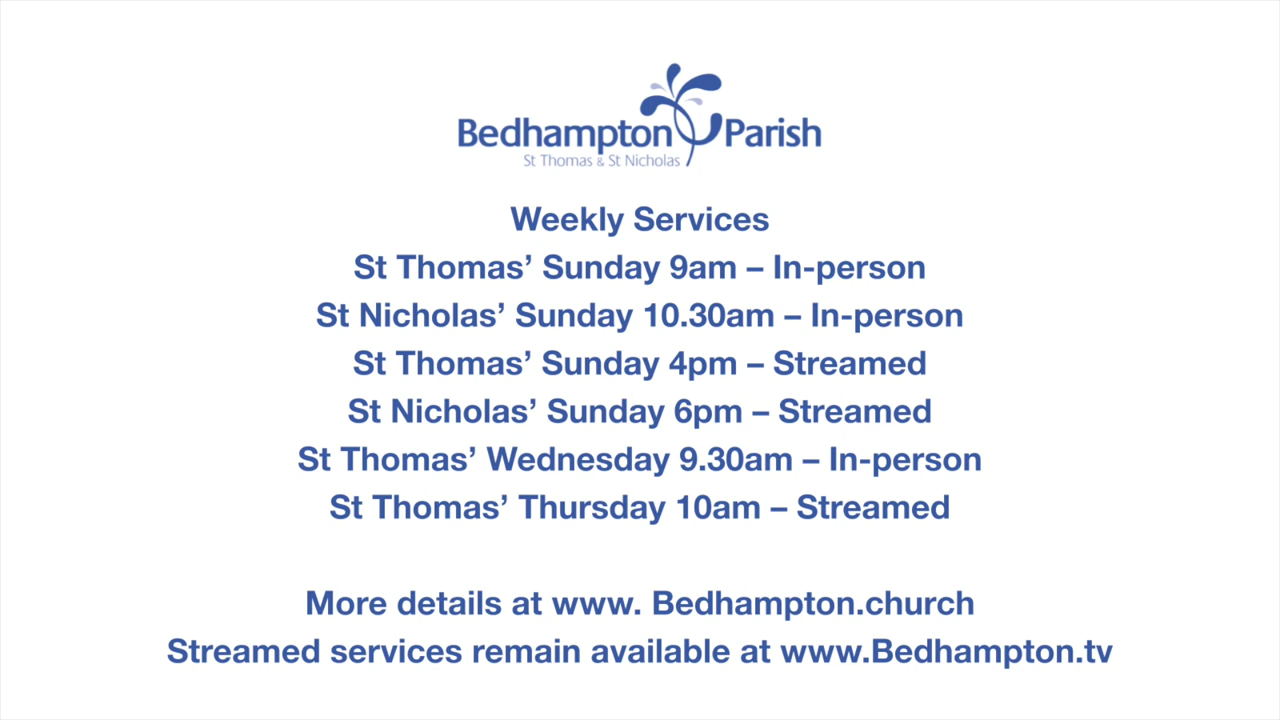 Bedhampton Parish
St Thomas & St Nicholas
Weekly Services
St Thomas’ Sunday 9am – In-person
St Nicholas’ Sunday 10.30am – In-person
St Thomas’ Sunday 4pm – Streamed
St Nicholas’ Sunday 6pm – Streamed
St Thomas’ Wednesday 9.30am – In-person
St Thomas’ Thursday 10am – Streamed
More details at www. Bedhampton.church
Streamed services remain available at www.Bedhampton.tv